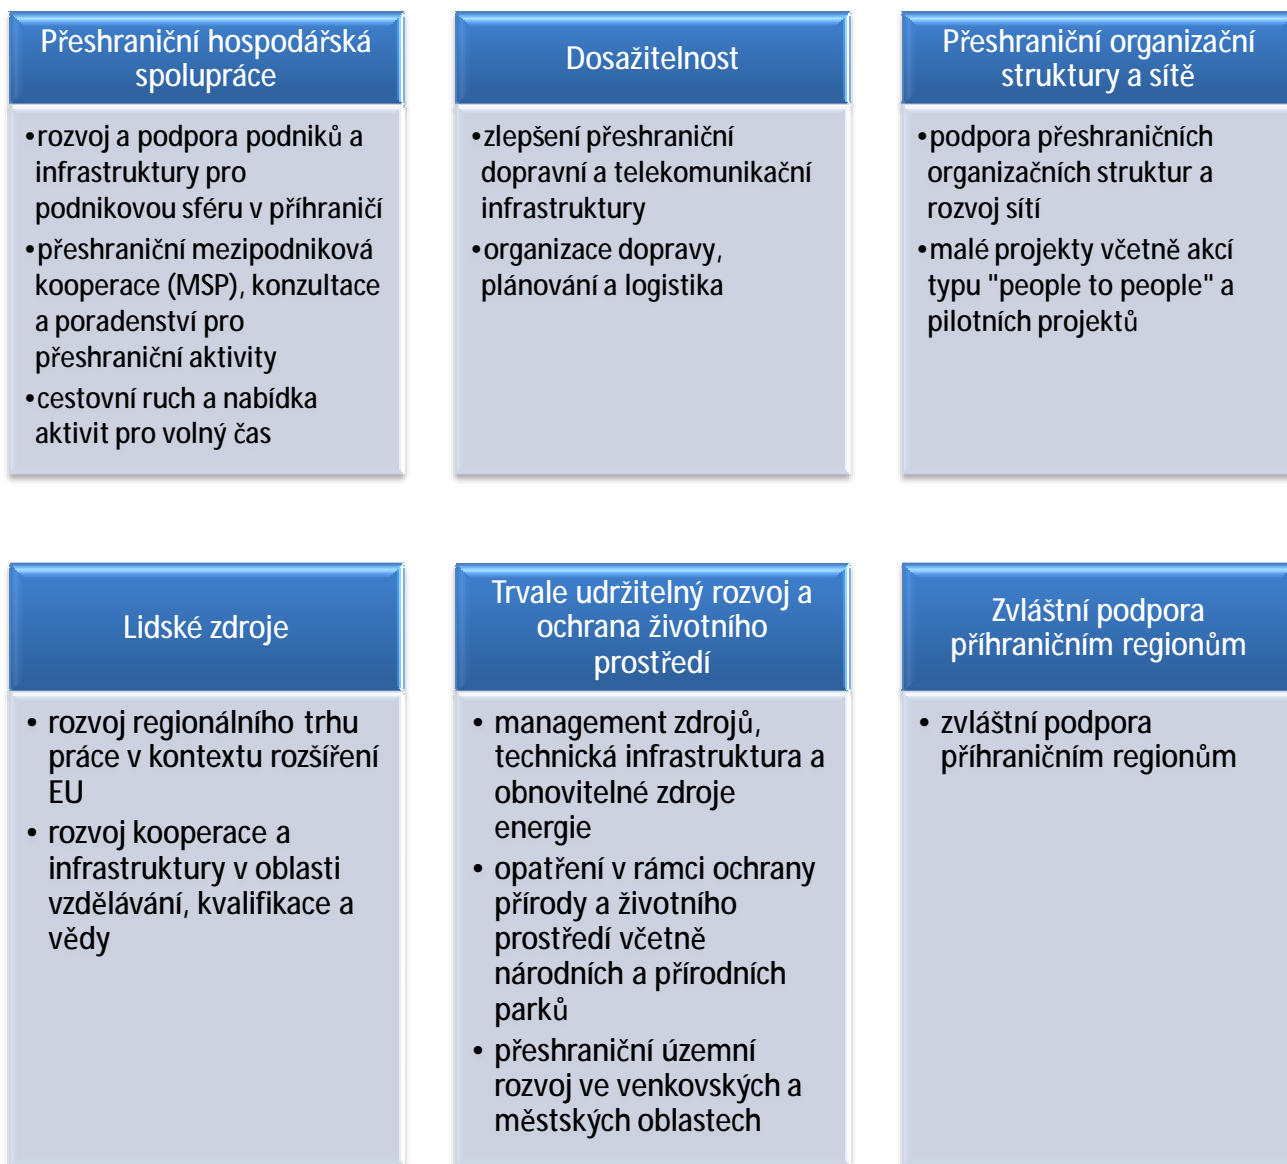 Přeshraniční hospodářská
spolupráce
•rozvoj a podpora podniků a
infrastruktury pro
podnikovou sféru v příhraničí
•přeshraniční mezipodniková
kooperace (MSP), konzultace
a poradenství pro
přeshraniční aktivity
•cestovní ruch a nabídka
aktivit pro volný čas
Dosažitelnost
•zlepšení přeshraniční
dopravní a telekomunikační
infrastruktury
•organizace dopravy,
plánování a logistika
Přeshraniční organizační
struktury a sítě
•podpora přeshraničních
organizačních struktur a
rozvoj sítí
•malé projekty včetně akcí
typu "people to people" a
pilotních projektů
Lidské zdroje
• rozvoj regionálního trhu
práce v kontextu rozšíření
EU
• rozvoj kooperace a
infrastruktury v oblasti
vzdělávání, kvalifikace a
vědy
Trvale udržitelný rozvoj a
ochrana životního
prostředí
• management zdrojů,
technická infrastruktura a
obnovitelné zdroje
energie
• opatření v rámci ochrany
přírody a životního
prostředí včetně
národních a přírodních
parků
• přeshraniční územní
rozvoj ve venkovských a
městských oblastech
Zvláštní podpora
příhraničním regionům
• zvláštní podpora
příhraničním regionům